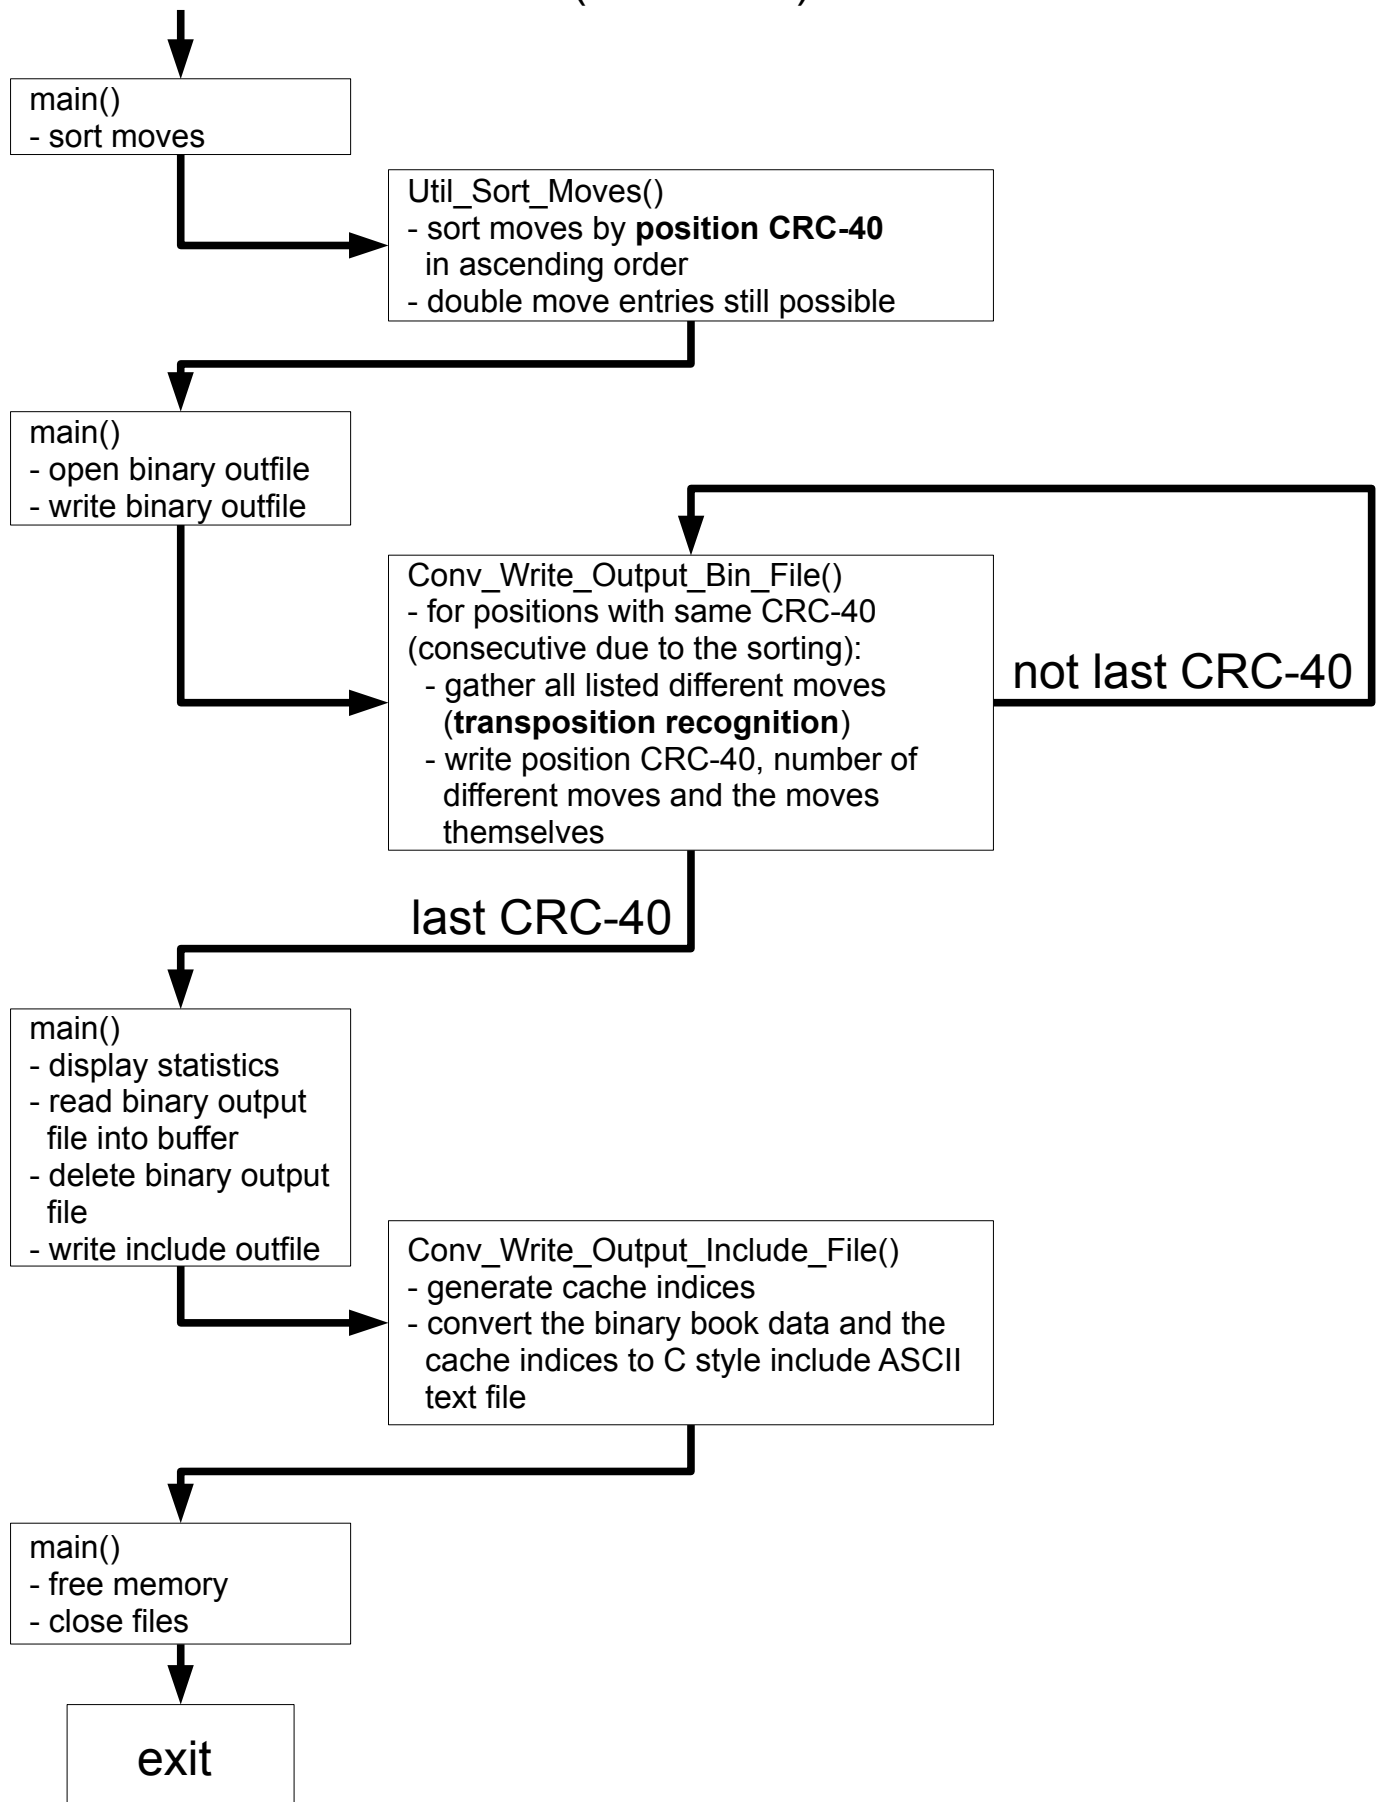 main()
- sort moves
Util_Sort_Moves()
- sort moves by position CRC-40
in ascending order
- double move entries still possible
main()
- open binary outfile
- write binary outfile
Conv_Write_Output_Bin_File()
- for positions with same CRC-40
(consecutive due to the sorting):
- gather all listed different moves
(transposition recognition)
- write position CRC-40, number of
different moves and the moves
themselves
not last CRC-40
last CRC-40
main()
- display statistics
- read binary output
file into buffer
- delete binary output
file
- write include outfile
Conv_Write_Output_Include_File()
- generate cache indices
- convert the binary book data and the
cache indices to C style include ASCII
text file
main()
- free memory
- close files
exit